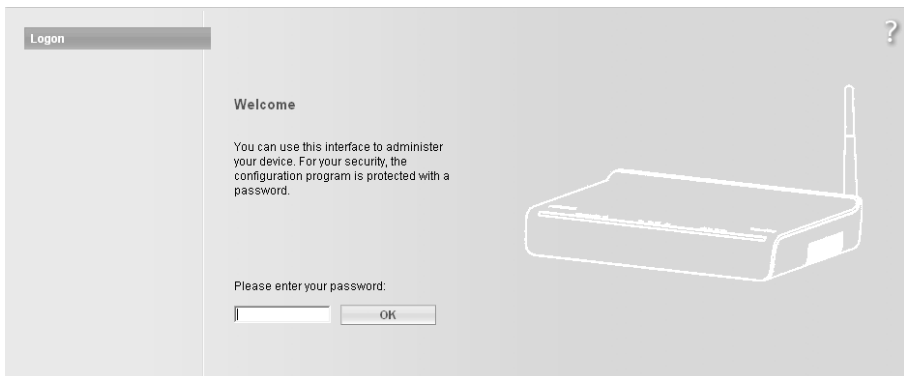 Logon
?
Welcome
You can use this interface to administer
your device. For your security, the
configuration program is protected with a
password.
Please enter your password:
OK